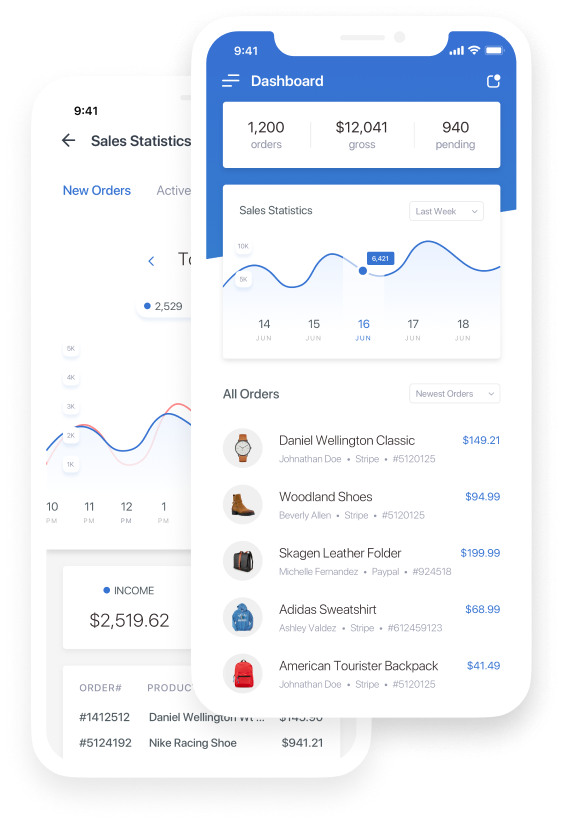 9:41
Dashboard
1,200 $12,041 940
orders gross pending
Sales Statistics Last Week
10K
6,421
5K
14 15 16 17 18
JUN JUN JUN JUN JUN
All Orders Newest Orders
Daniel Wellington Classic $149.21
Johnathan Doe • Stripe • #5120125
Woodland Shoes $94.99
Beverly Allen • Stripe • #5120125
Skagen Leather Folder $199.99
Michelle Fernandez • Paypal • #924518
Adidas Sweatshirt $68.99
Ashley Valdez • Stripe • #612459123
American Tourister Backpack $41.49
Johnathan Doe • Stripe • #5120125
9:41
Sales Statistics
New Orders Active
2,529
5K
4K
3K
2K
1K
10 11 12 1
PM PM PM PM
INCOME
$2,519.62
ORDER# PRODUC
#1412512 Daniel Wellington Wt ...
#5124192 Nike Racing Shoe $941.21